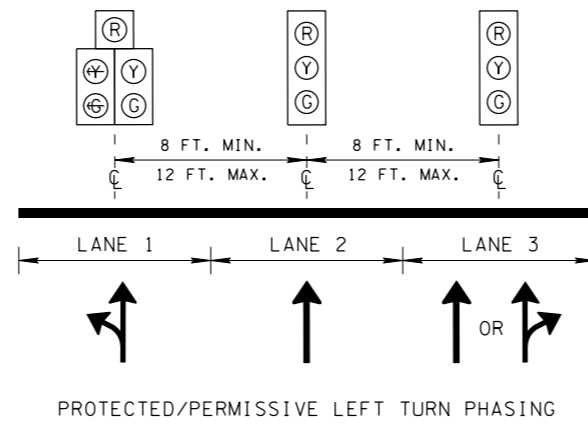 R R R
Y Y Y Y
G G G G
8 FT. MIN. 8 FT. MIN.
12 FT. MAX. 12 FT. MAX.
℄ ℄ ℄
LANE 1 LANE 2 LANE 3
OR
PROTECTED/PERMISSIVE LEFT TURN PHASING